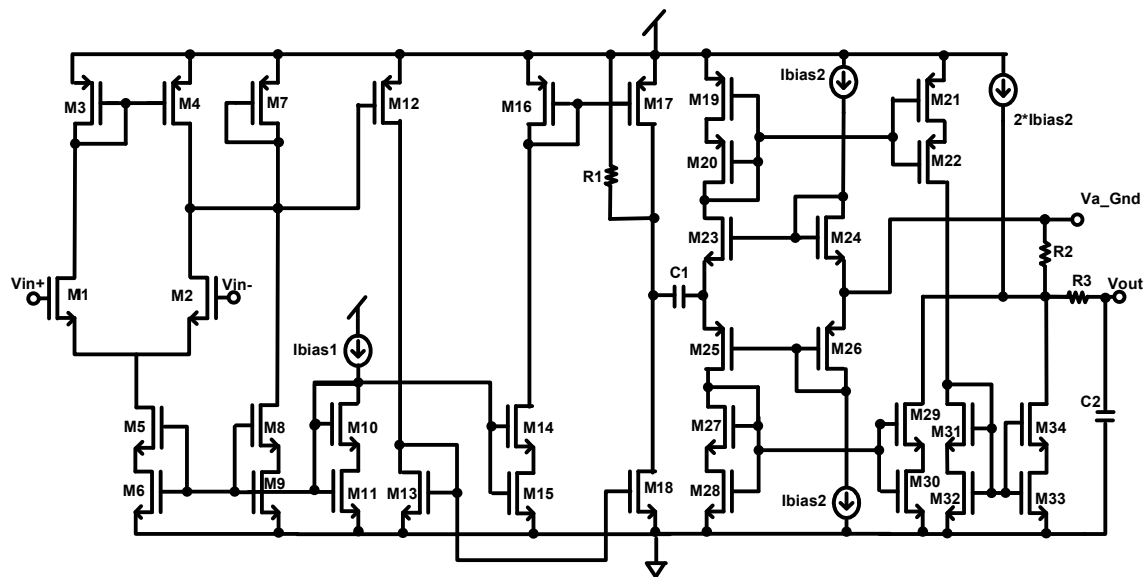 Ibias2
M3
M4
M7
M12
M16
M17
M19
M21
2*Ibias2
M20
M22
R1
Va_Gnd
M23
M24
R2
Vin+
M1
M2
Vin-
C1
R3
Vout
Ibias1
M25
M26
M5
M8
M10
M14
M27
M29
M31
M34
C2
M6
M9
M11
M13
M15
M18
M28
Ibias2
M30
M32
M33